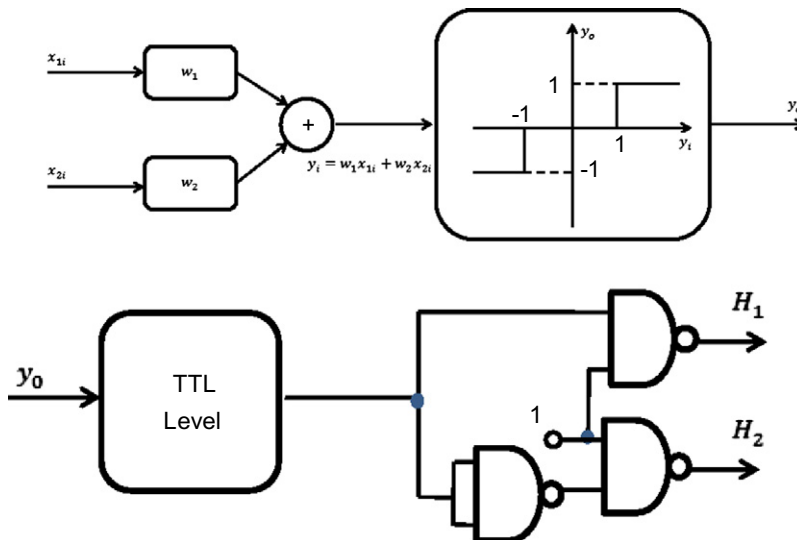 x₁ᵢ
w₁
x₂ᵢ
w₂
+
yᵢ = w₁x₁ᵢ + w₂x₂ᵢ
yₒ
1
-1
1
yᵢ
-1
y₀
TTL
Level
1
H₁
H₂